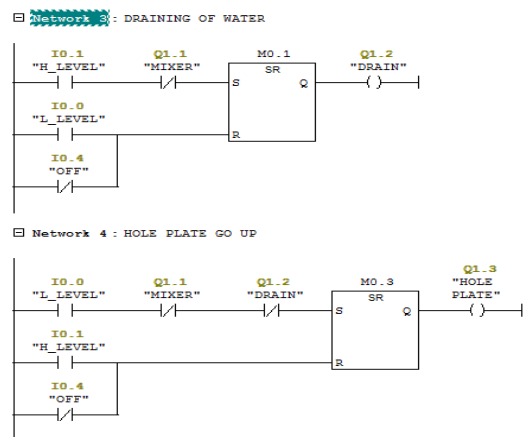 Network 3: DRAINING OF WATER
I0.1 Q1.1 M0.1 Q1.2
"H_LEVEL" "MIXER" SR "DRAIN"
S Q
I0.0
"L_LEVEL"
R
I0.4
"OFF"
Network 4: HOLE PLATE GO UP
Q1.3
I0.0 Q1.1 Q1.2 M0.3 "HOLE
"L_LEVEL" "MIXER" "DRAIN" SR PLATE"
S Q
I0.1
"H_LEVEL"
R
I0.4
"OFF"